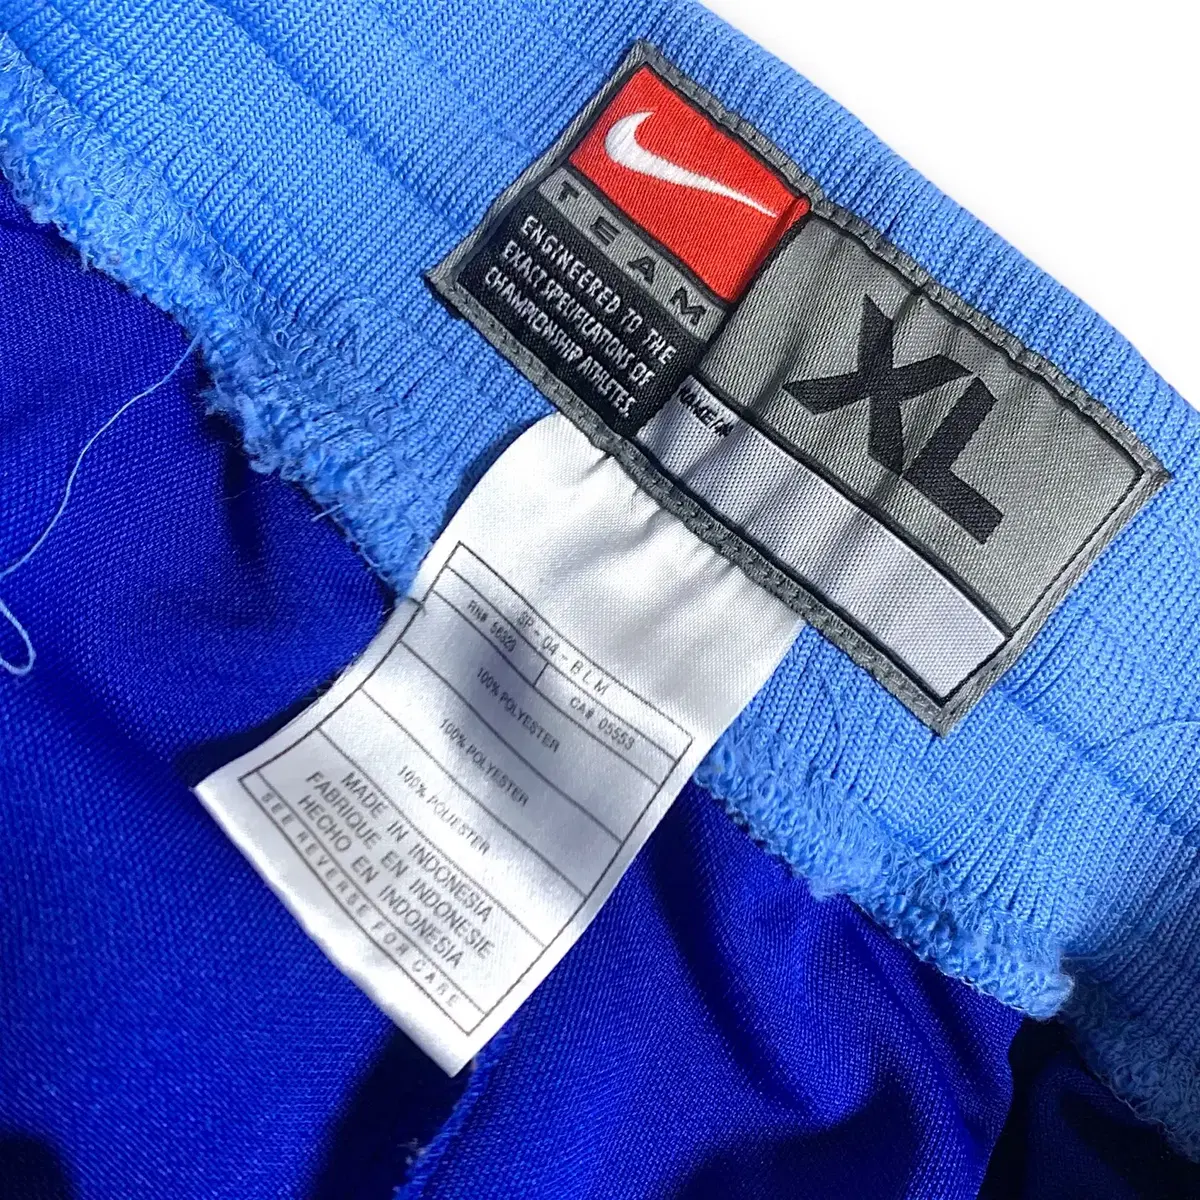 TEAM
ENGINEERED TO THE
EXACT SPECIFICATIONS OF
CHAMPIONSHIP ATHLETES.
XL
SP-04-BLM
RN# 56323 CA# 05553
100% POLYESTER
100% POLYESTER
100% POLIESTER
MADE IN INDONESIA
FABRIQUE EN INDONESIE
HECHO EN INDONESIA
SEE REVERSE FOR CARE